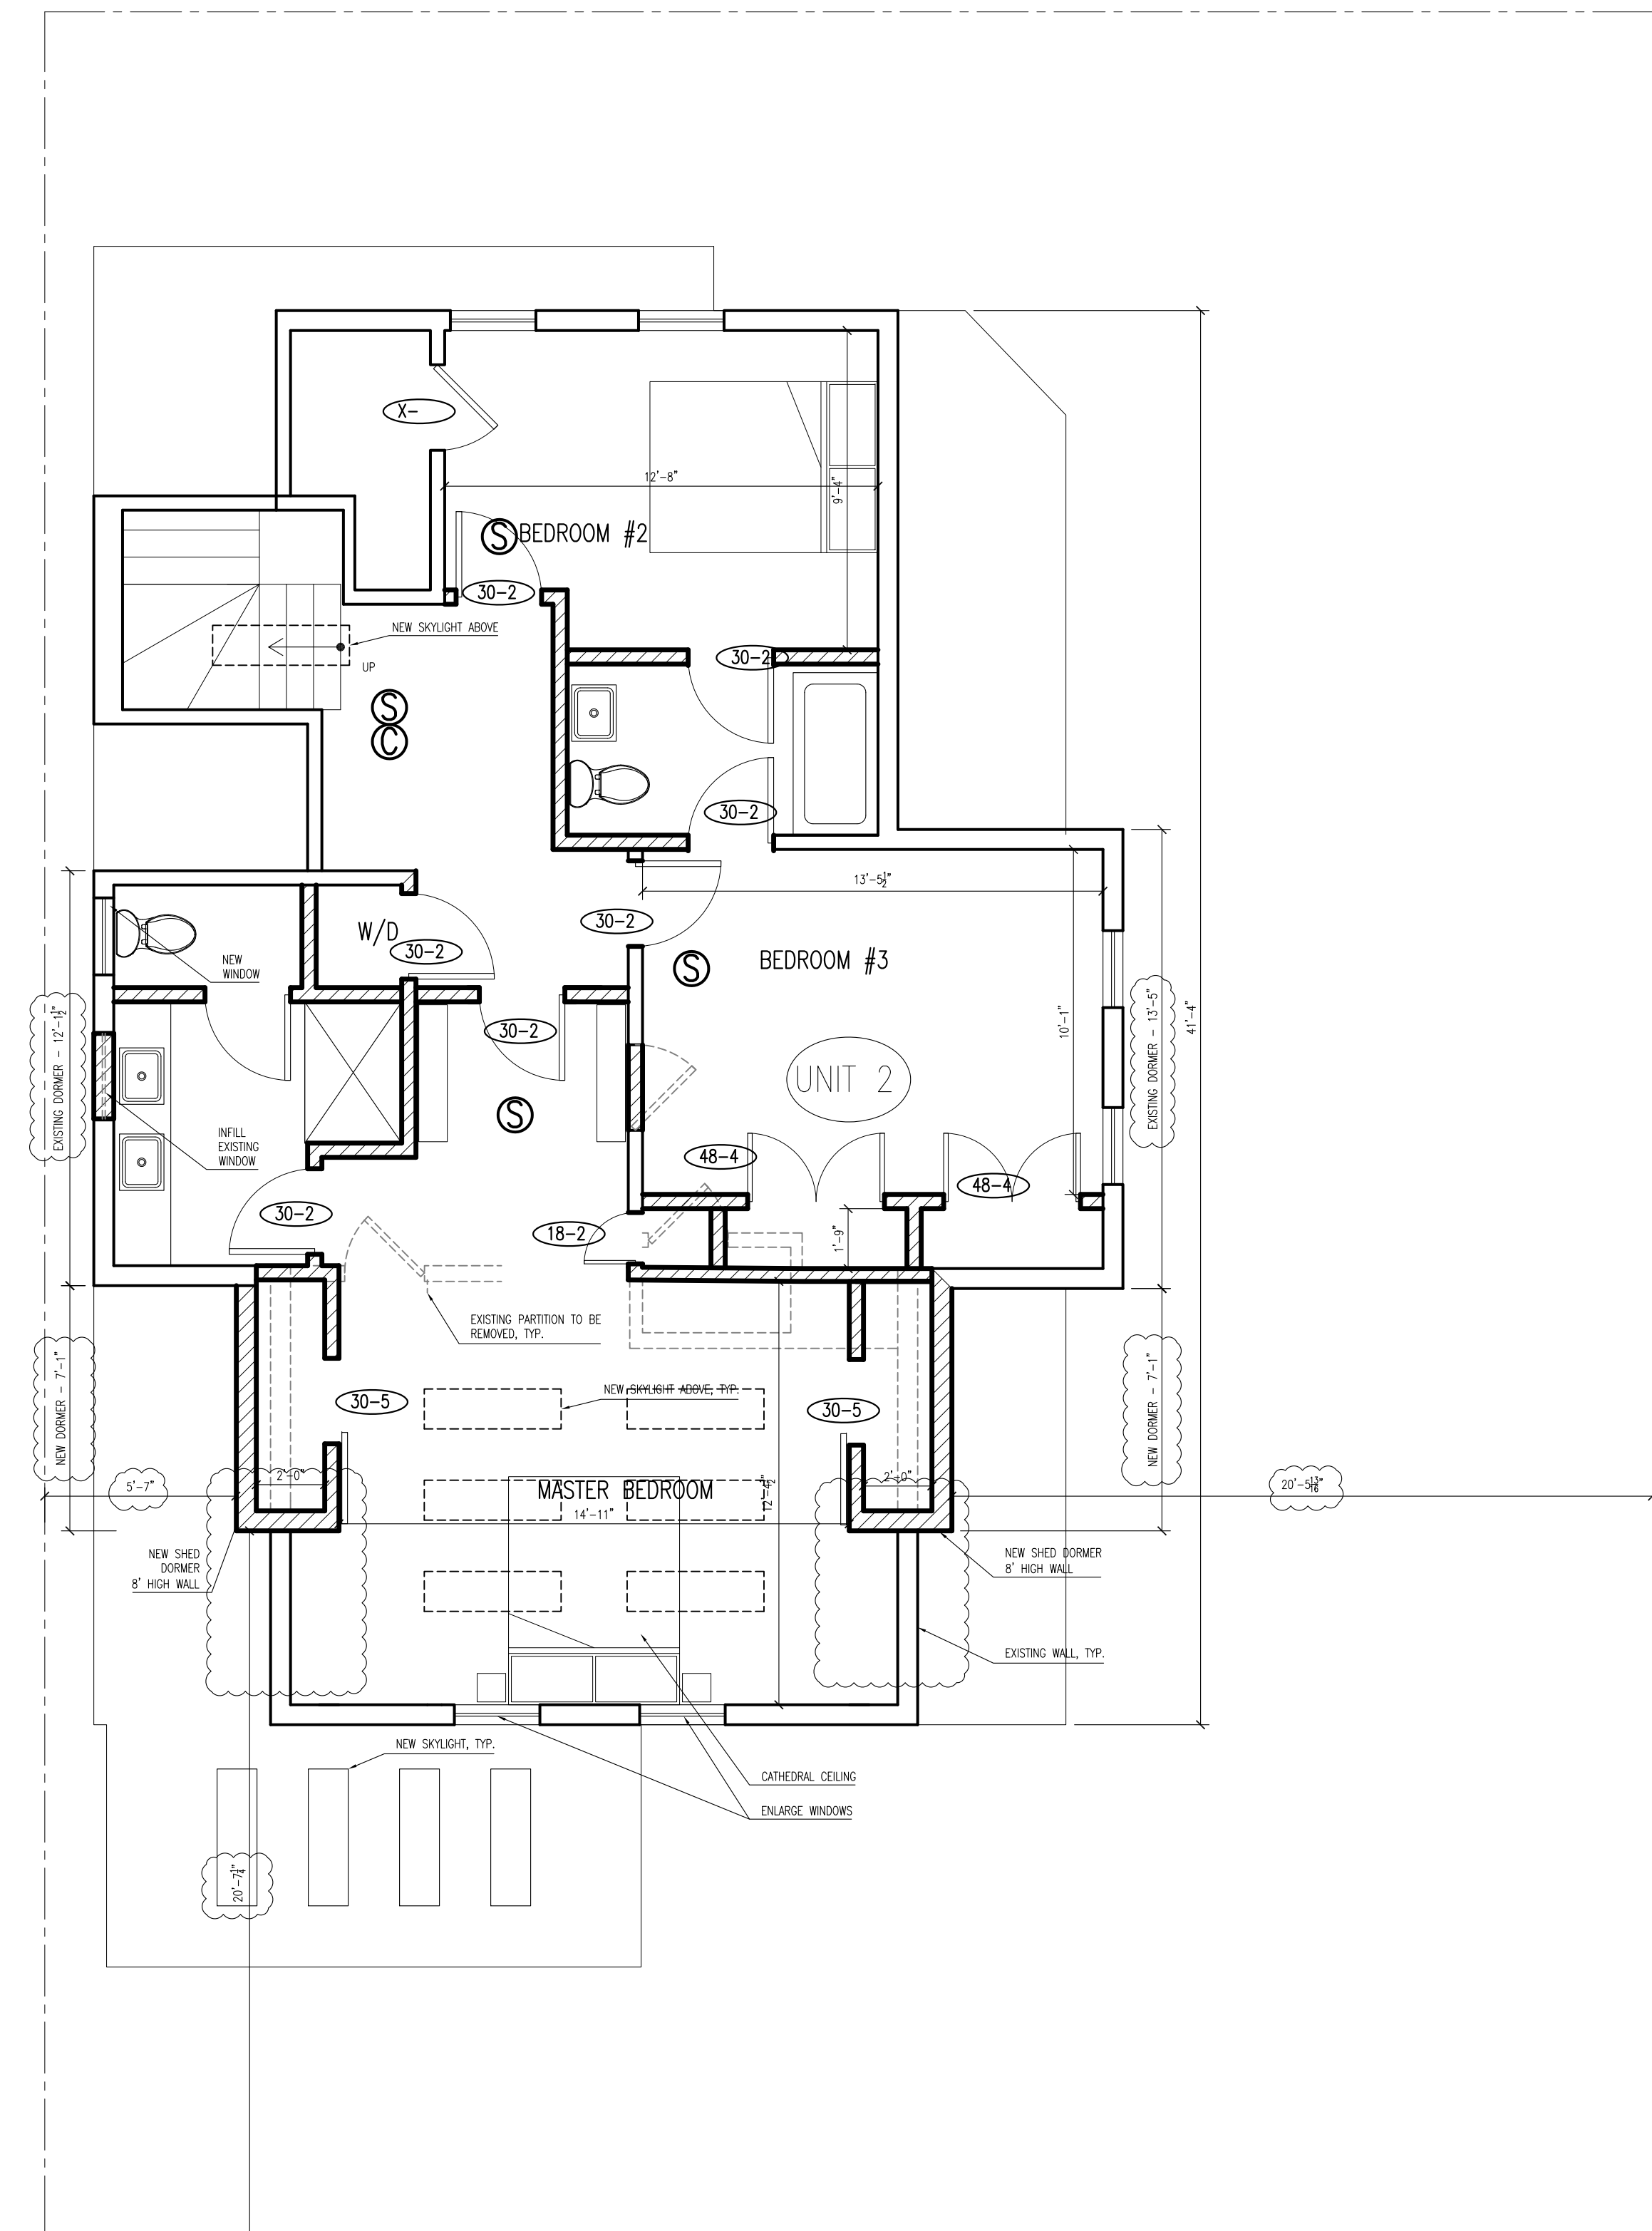 X-
12'-8"
9'-4"
S
BEDROOM #2
30-2
NEW SKYLIGHT ABOVE
30-2
UP
S
C
30-2
13'-5½"
30-2
W/D
30-2
S
BEDROOM #3
NEW
WINDOW
EXISTING DORMER - 12'-1½"
EXISTING DORMER - 13'-5"
41'-4"
10'-1"
30-2
UNIT 2
S
INFILL
EXISTING
WINDOW
48-4
48-4
30-2
18-2
1'-9"
EXISTING PARTITION TO BE
REMOVED, TYP.
NEW DORMER - 7'-1"
NEW DORMER - 7'-1"
NEW SKYLIGHT ABOVE, TYP.
30-5
30-5
5'-7"
2'-0"
MASTER BEDROOM
12'-4½"
2'-0"
20'-5 13/16"
14'-11"
NEW SHED
DORMER
8' HIGH WALL
NEW SHED DORMER
8' HIGH WALL
EXISTING WALL, TYP.
NEW SKYLIGHT, TYP.
CATHEDRAL CEILING
ENLARGE WINDOWS
20'-7¼"